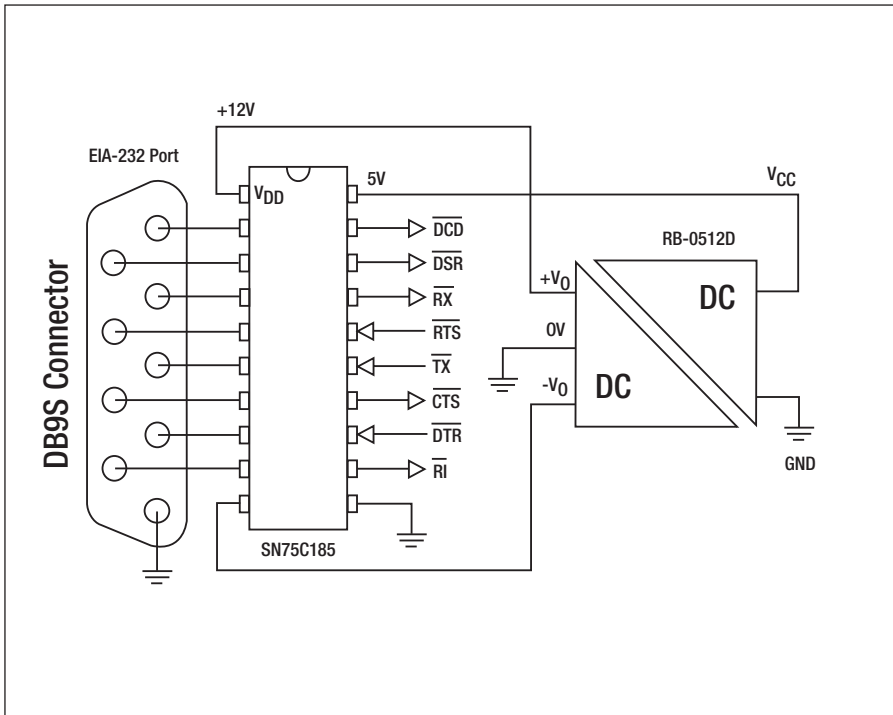 +12V
EIA-232 Port
DB9S Connector
VDD
5V
VCC
DCD
DSR
RX
RTS
TX
CTS
DTR
RI
SN75C185
RB-0512D
+VO
0V
-VO
DC
DC
GND